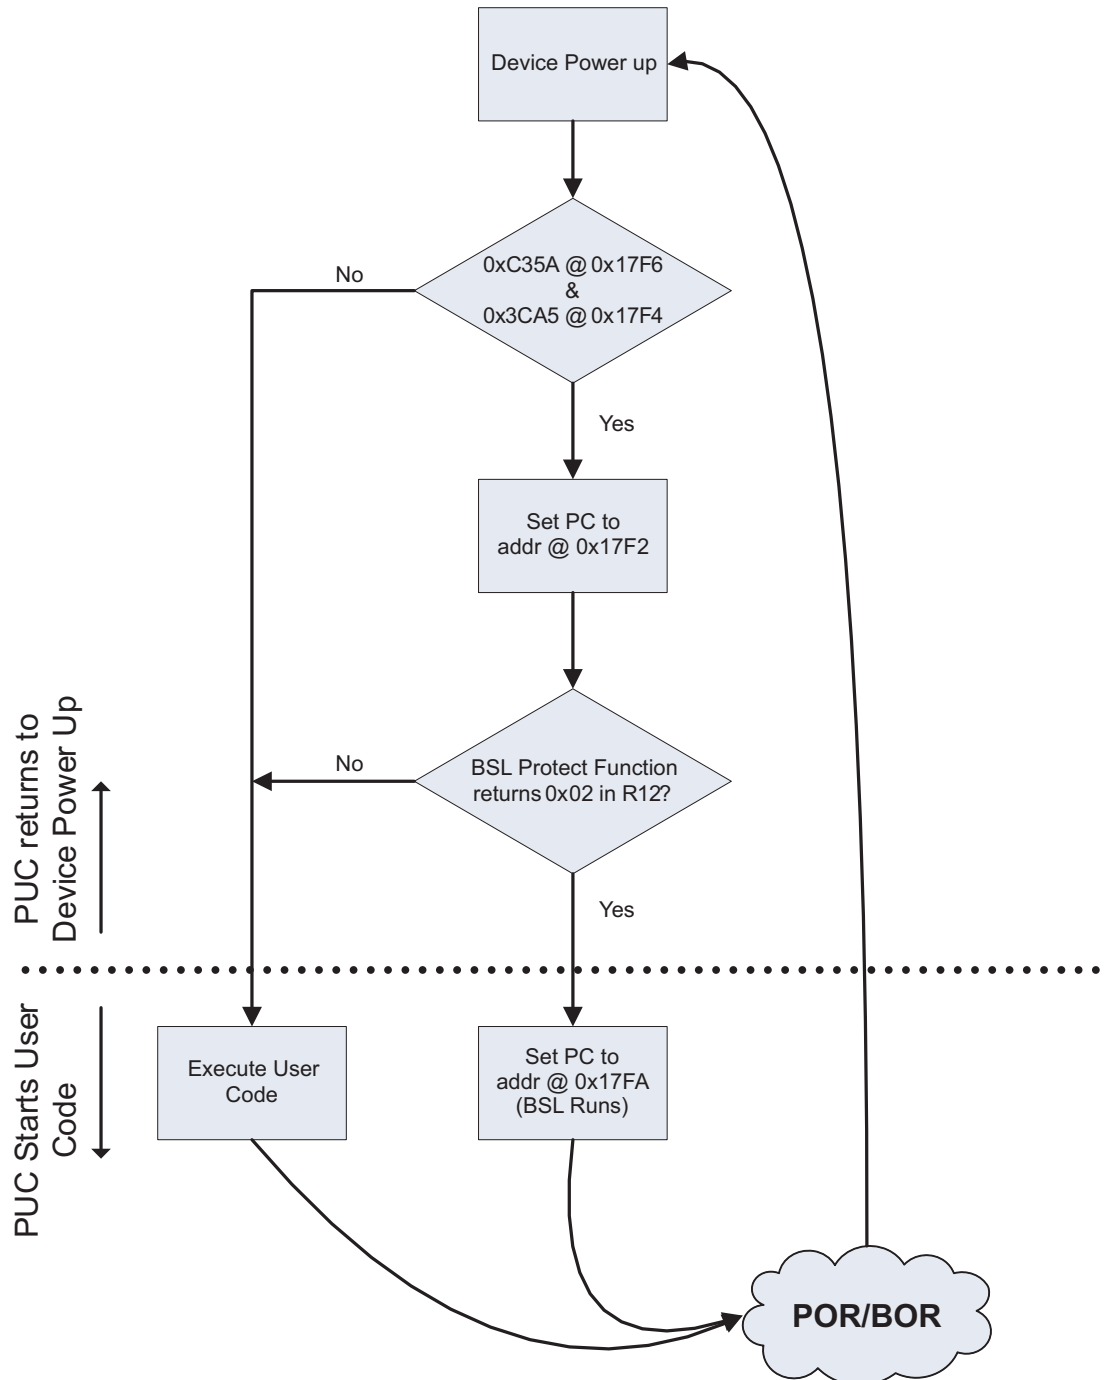 Device Power up
0xC35A @ 0x17F6
&
0x3CA5 @ 0x17F4
No
Yes
Set PC to
addr @ 0x17F2
BSL Protect Function
returns 0x02 in R12?
No
Yes
PUC returns to
Device Power Up
PUC Starts User
Code
Execute User
Code
Set PC to
addr @ 0x17FA
(BSL Runs)
POR/BOR